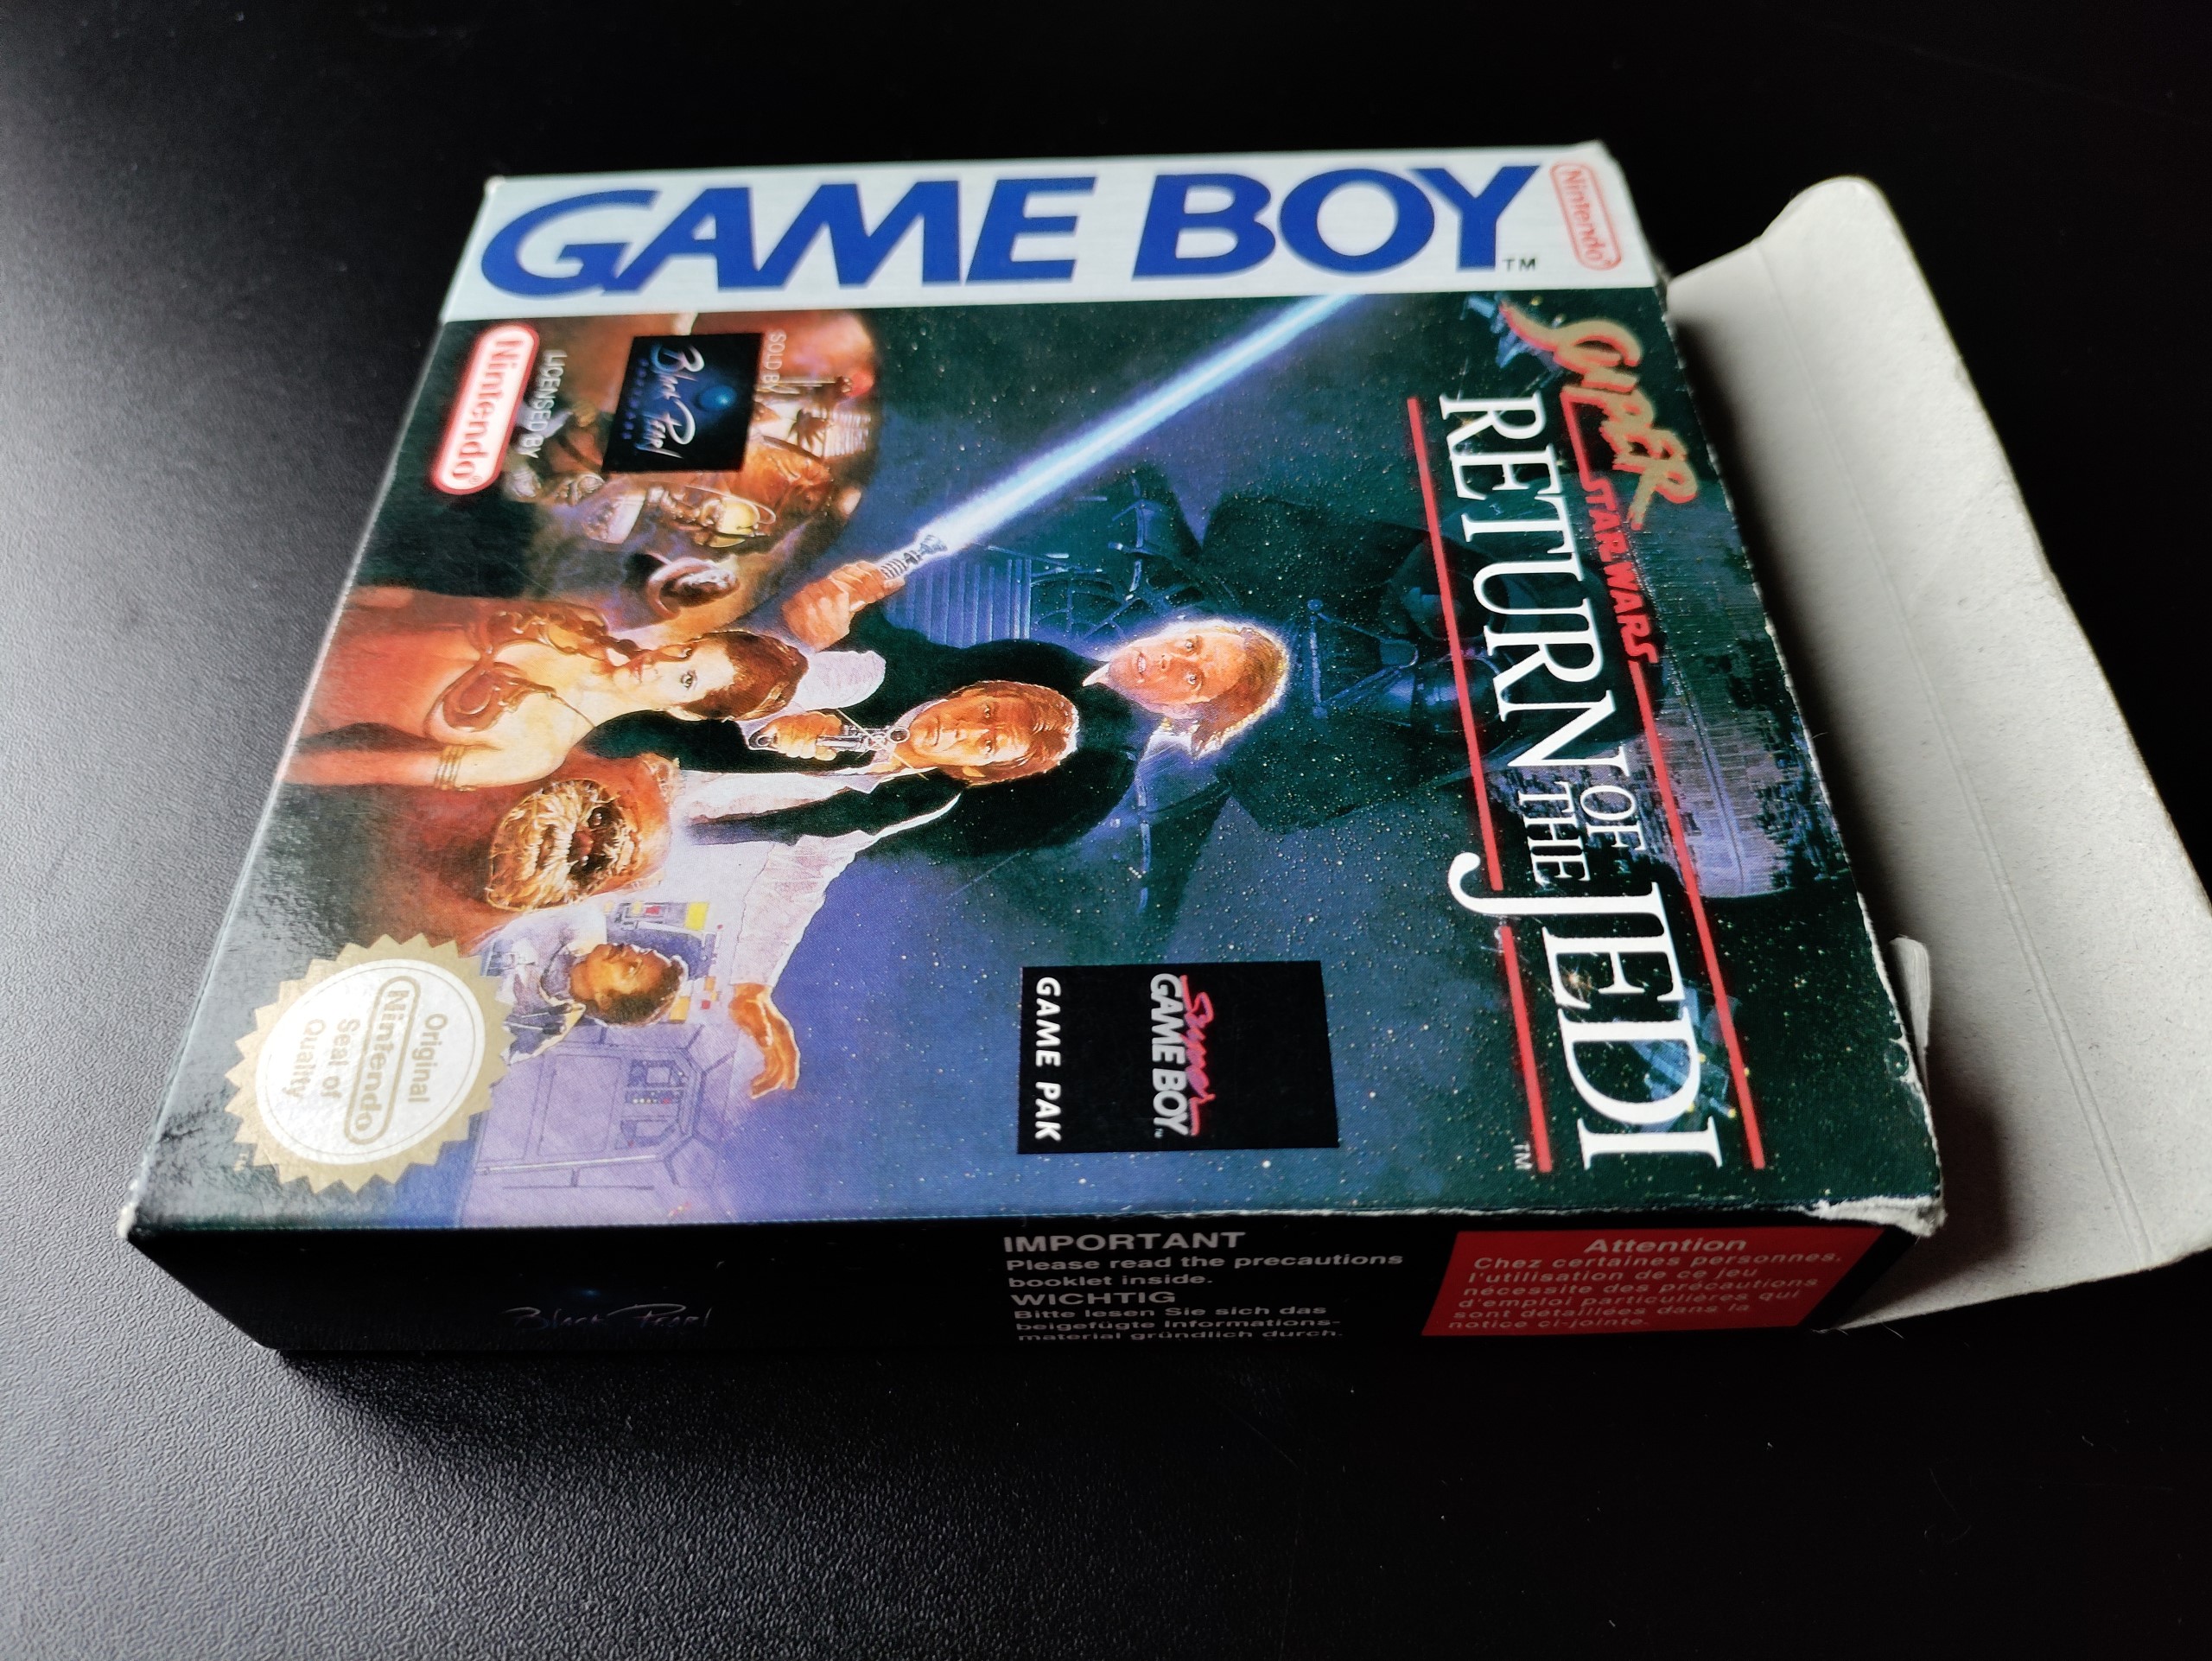 GAME BOY™
Nintendo®
SUPER
STAR WARS
RETURN OF THE JEDI
™
SOLD BY
Black Pearl
LICENSED BY
Nintendo®
Super
GAME BOY™
GAME PAK
Original
Nintendo
Seal of
Quality
Black Pearl
IMPORTANT
Please read the precautions
booklet inside.
WICHTIG
Bitte lesen Sie sich das
beigefügte Informations-
material gründlich durch.
Attention
Chez certaines personnes,
l'utilisation de ce jeu
nécessite des précautions
d'emploi particulières qui
sont détaillées dans la
notice ci-jointe.